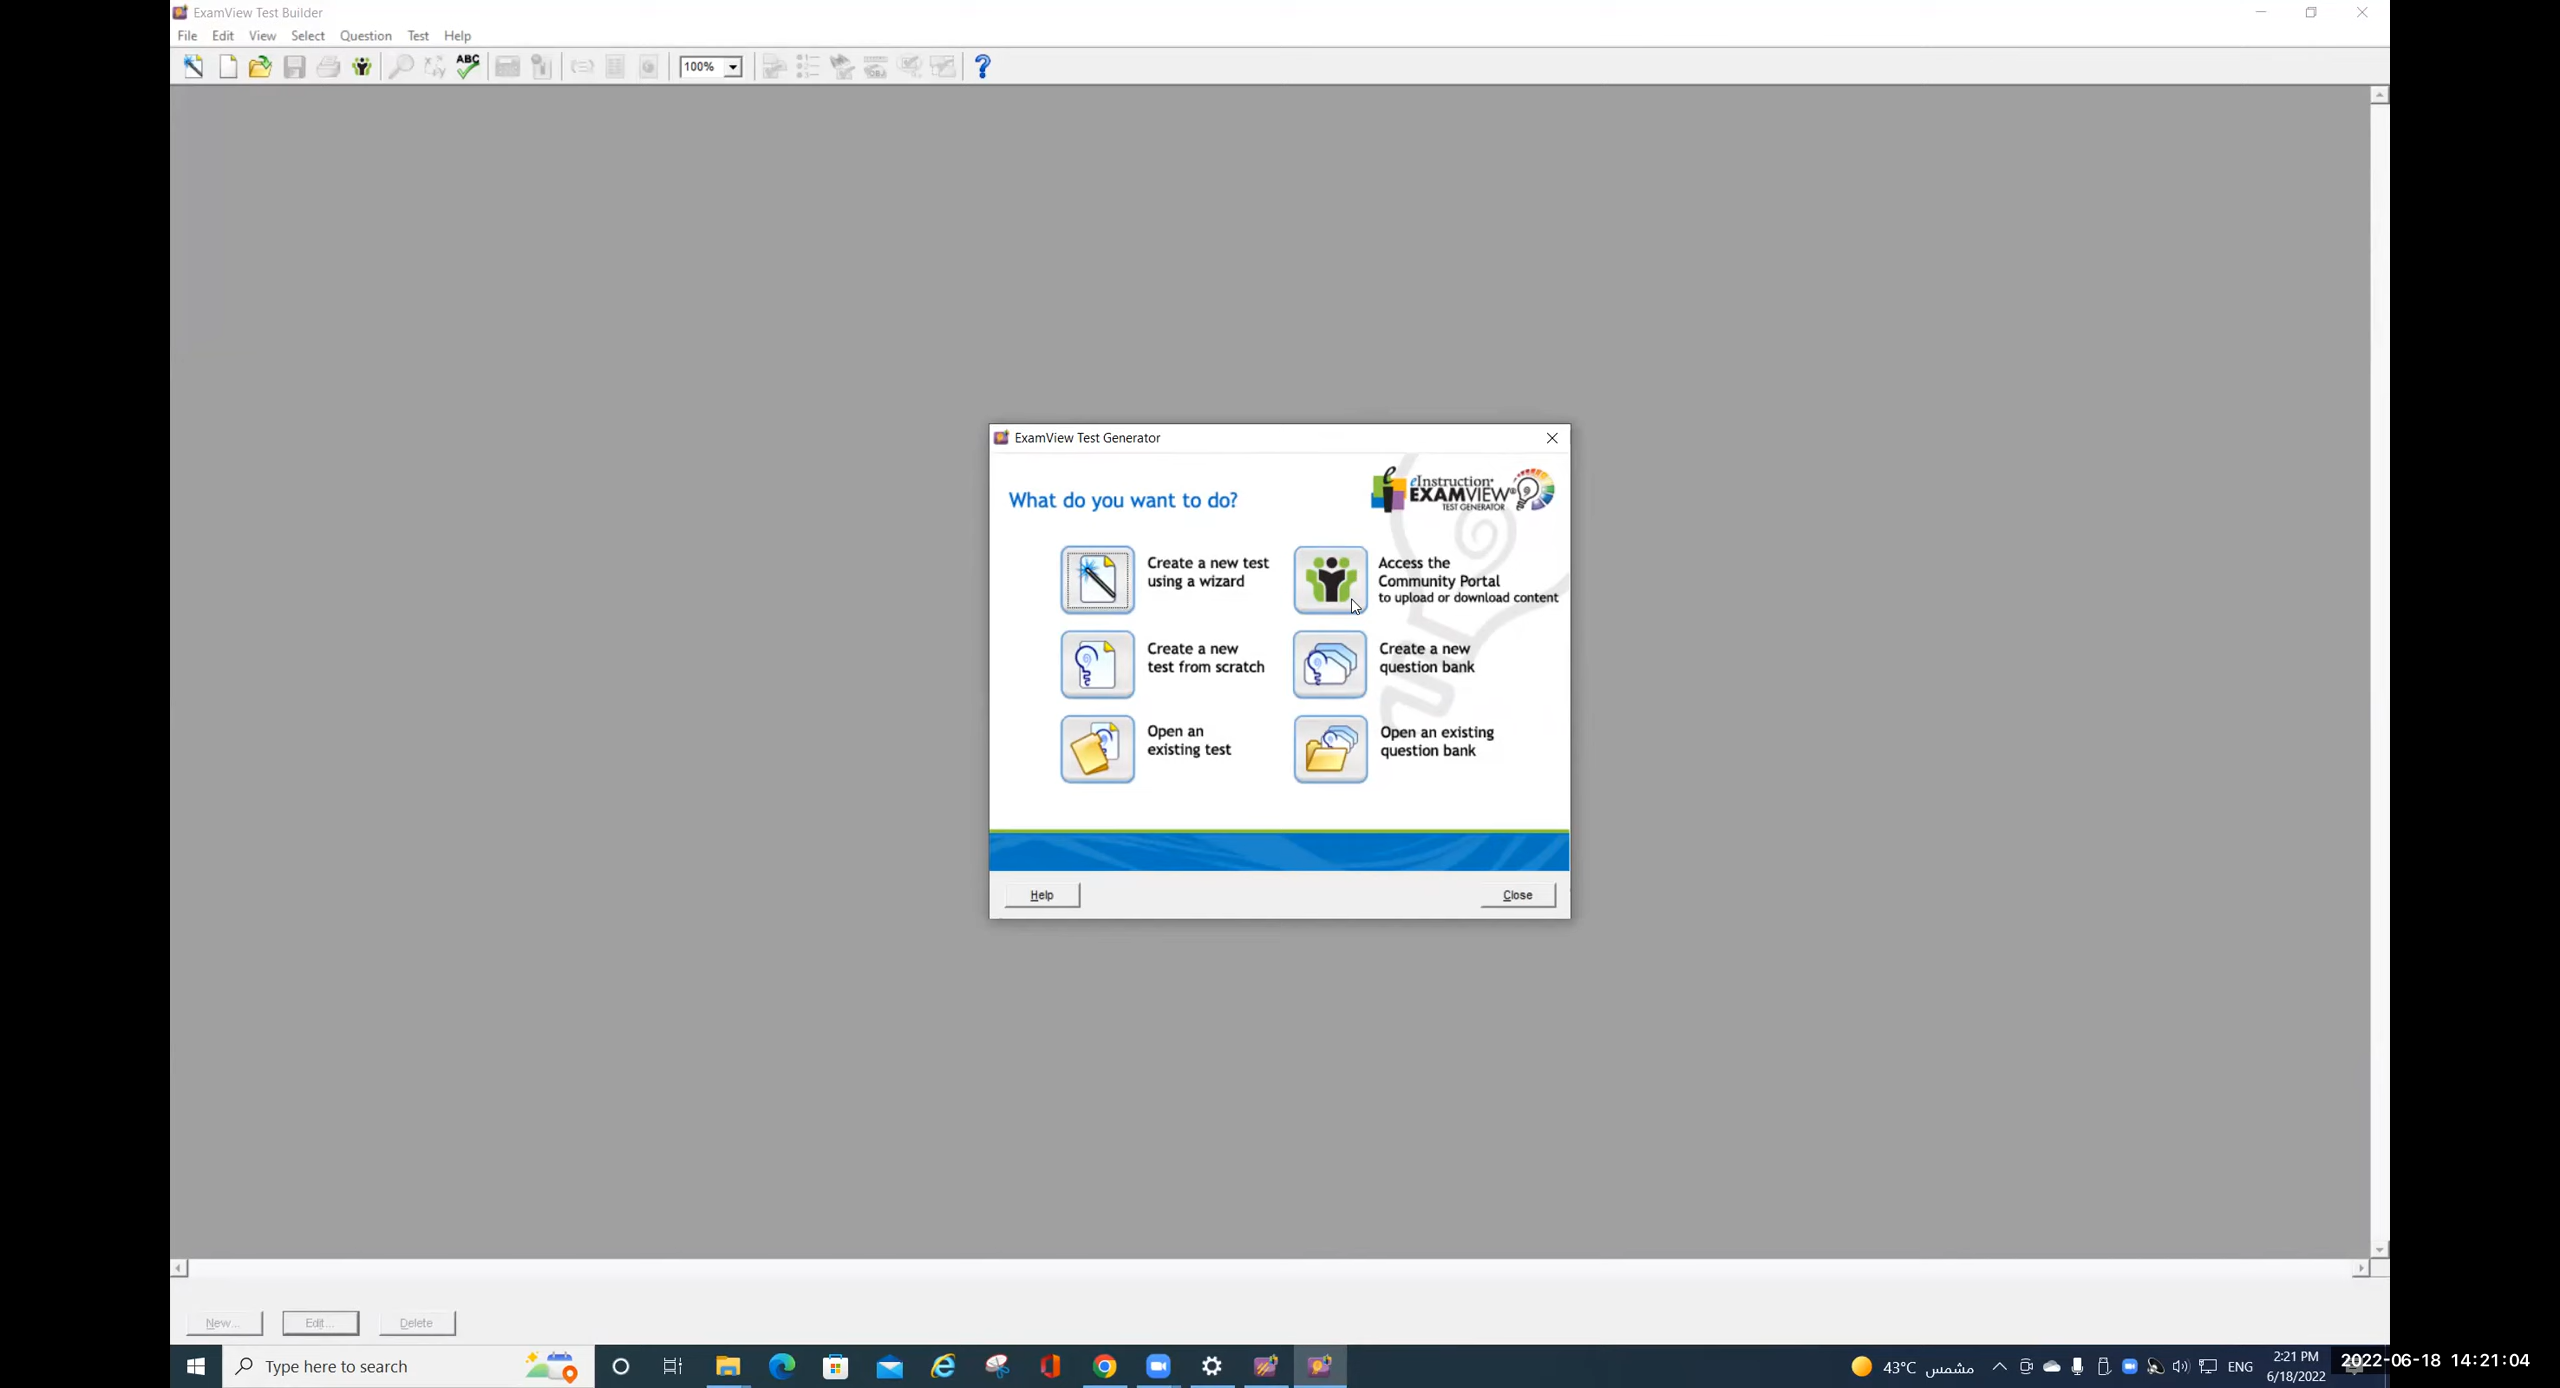 ExamView Test Builder
File Edit View Select Question Test Help
ABC
100%
?
ExamView Test Generator
What do you want to do?
eInstruction®
EXAMVIEW®
TEST GENERATOR
Create a new test
using a wizard
Access the
Community Portal
to upload or download content
Create a new
test from scratch
Create a new
question bank
Open an
existing test
Open an existing
question bank
Help
Close
New...
Edit...
Delete
Type here to search
43°C مشمس
ENG
2:21 PM
6/18/2022
2022-06-18 14:21:04